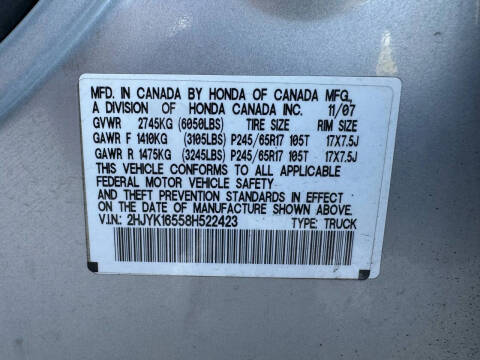 MFD. IN CANADA BY HONDA OF CANADA MFG.,
A DIVISION OF HONDA CANADA INC. 11/07
GVWR 2745KG (6050LBS) TIRE SIZE RIM SIZE
GAWR F 1410KG (3105LBS) P245/65R17 105T 17X7.5J
GAWR R 1475KG (3245LBS) P245/65R17 105T 17X7.5J
THIS VEHICLE CONFORMS TO ALL APPLICABLE
FEDERAL MOTOR VEHICLE SAFETY
AND THEFT PREVENTION STANDARDS IN EFFECT
ON THE DATE OF MANUFACTURE SHOWN ABOVE.
V.I.N.: 2HJYK16558H522423 TYPE: TRUCK